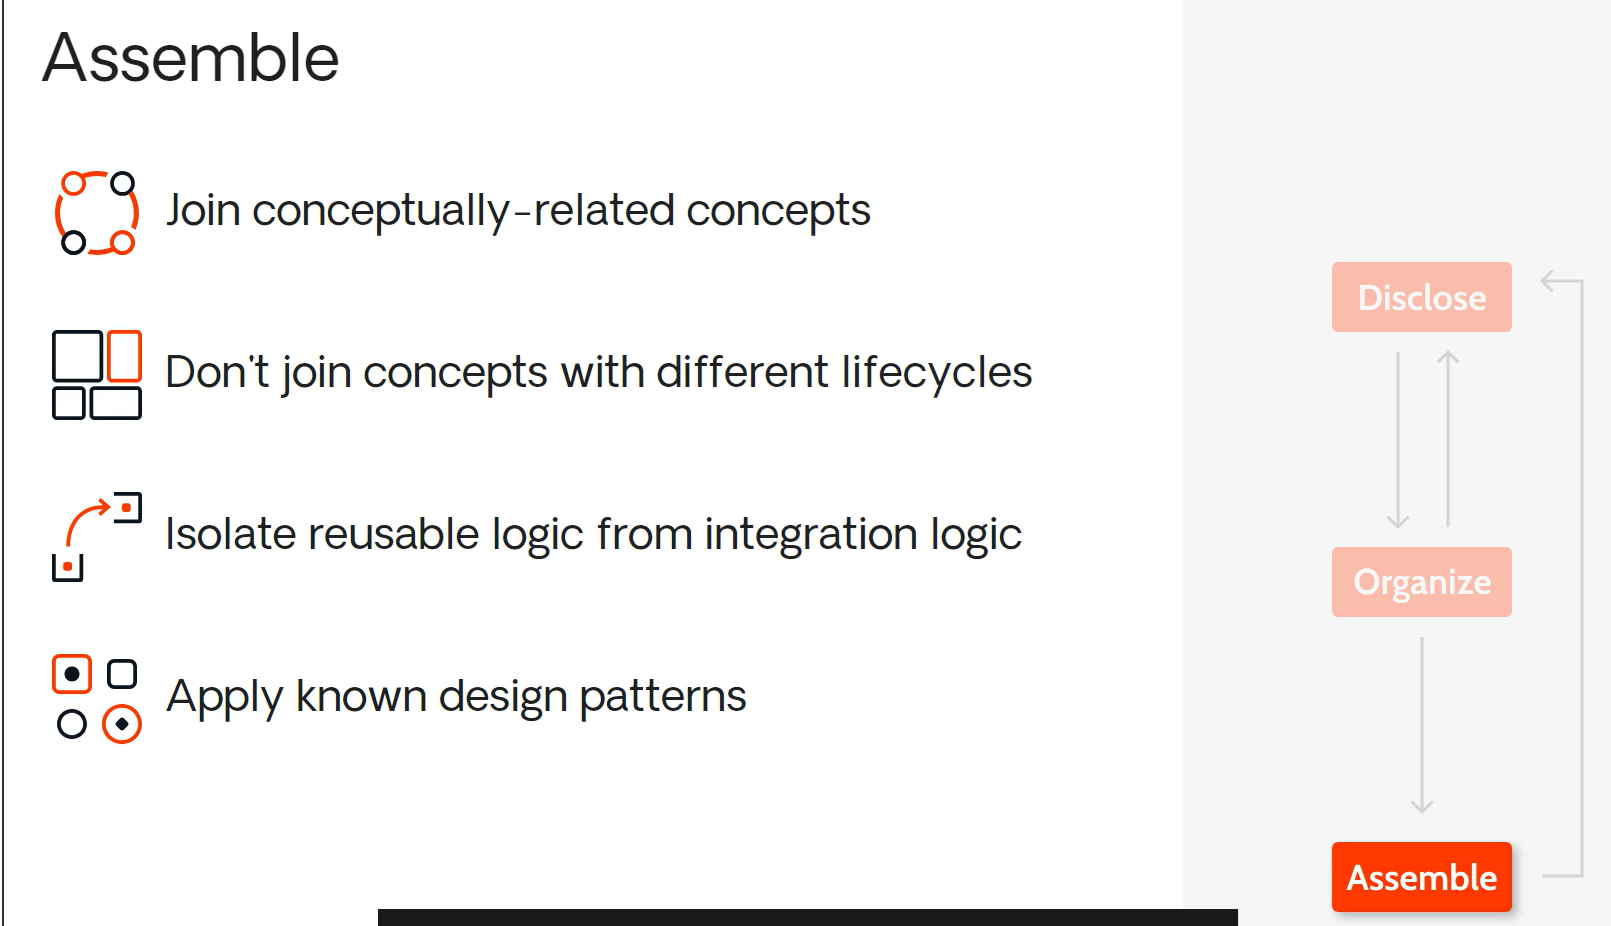 Assemble
Join conceptually-related concepts
Don't join concepts with different lifecycles
Isolate reusable logic from integration logic
Apply known design patterns
Disclose
Organize
Assemble